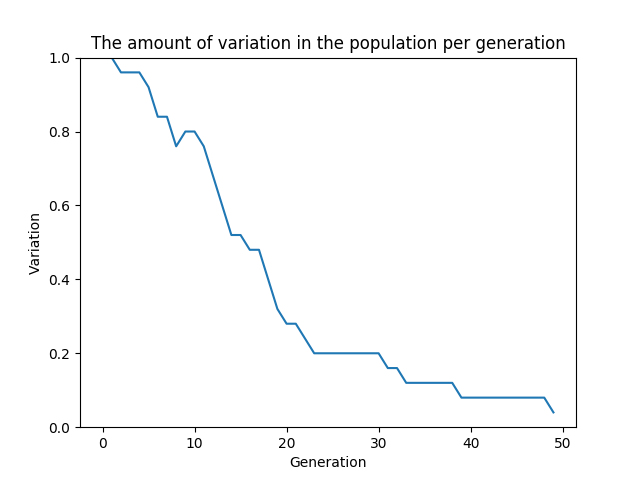 The amount of variation in the population per generation
1.0
0.8
0.6
0.4
0.2
0.0
Variation
0 10 20 30 40 50
Generation